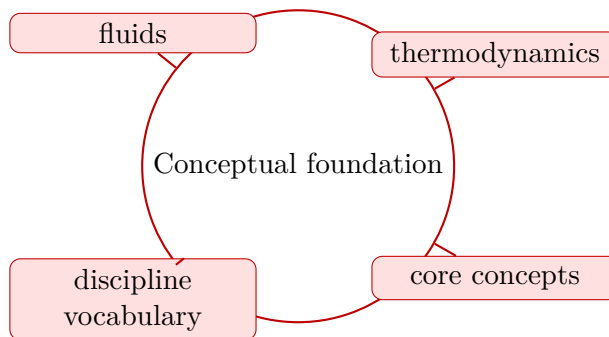 fluids
thermodynamics
Conceptual foundation
discipline
vocabulary
core concepts